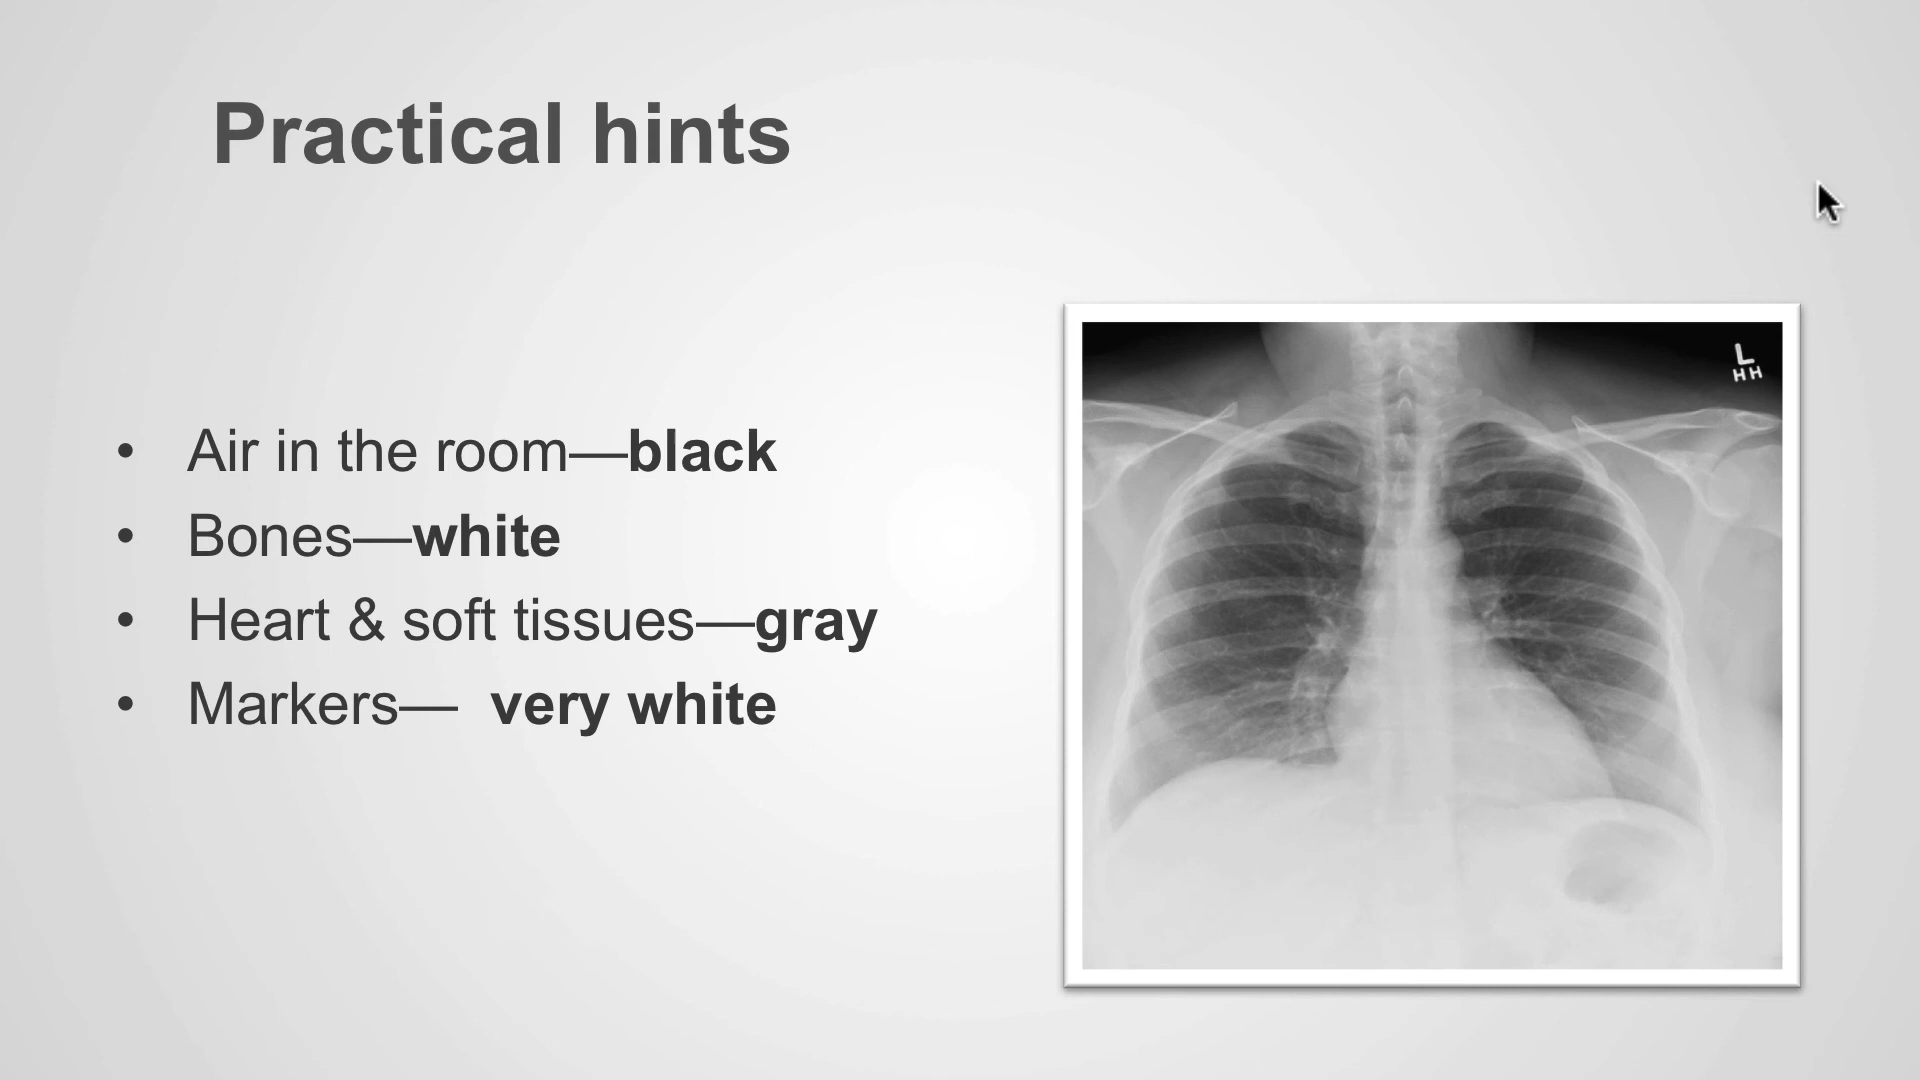 Practical hints
• Air in the room—black
• Bones—white
• Heart & soft tissues—gray
• Markers— very white
L
HH